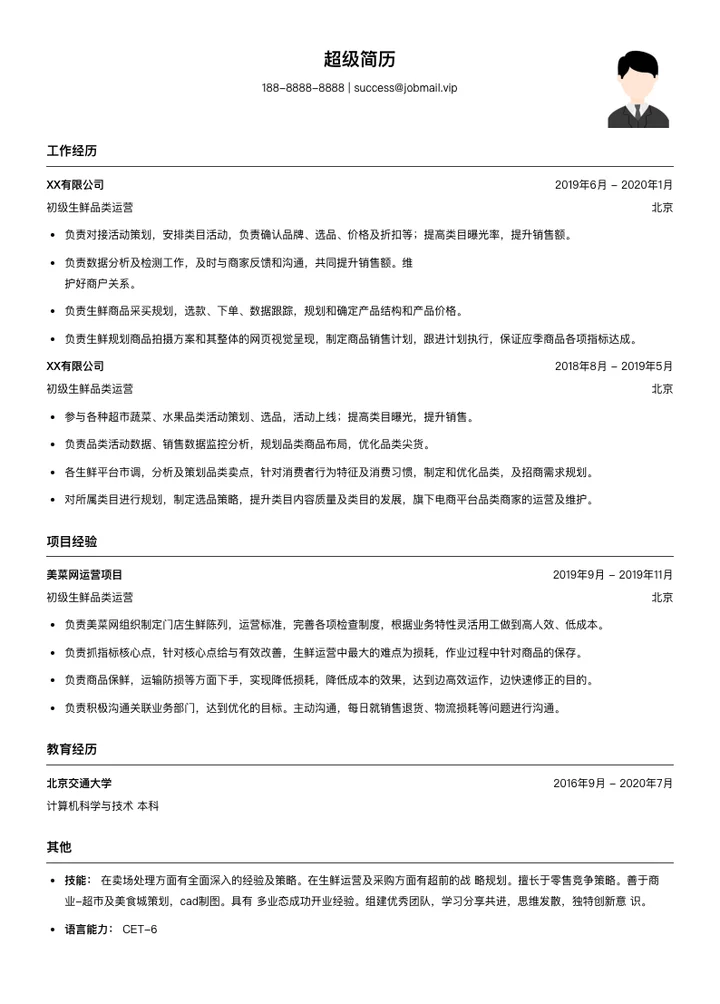 超级简历
188-8888-8888 | success@jobmail.vip
工作经历
XX有限公司 2019年6月 – 2020年1月
初级生鲜品类运营 北京
• 负责对接活动策划，安排类目活动，负责确认品牌、选品、价格及折扣等；提高类目曝光率，提升销售额。
• 负责数据分析及检测工作，及时与商家反馈和沟通，共同提升销售额。维
护好商户关系。
• 负责生鲜商品采买规划，选款、下单、数据跟踪，规划和确定产品结构和产品价格。
• 负责生鲜规划商品拍摄方案和其整体的网页视觉呈现，制定商品销售计划，跟进计划执行，保证应季商品各项指标达成。
XX有限公司 2018年8月 – 2019年5月
初级生鲜品类运营 北京
• 参与各种超市蔬菜、水果品类活动策划、选品，活动上线；提高类目曝光，提升销售。
• 负责品类活动数据、销售数据监控分析，规划品类商品布局，优化品类尖货。
• 各生鲜平台市调，分析及策划品类卖点，针对消费者行为特征及消费习惯，制定和优化品类，及招商需求规划。
• 对所属类目进行规划，制定选品策略，提升类目内容质量及类目的发展，旗下电商平台品类商家的运营及维护。
项目经验
美菜网运营项目 2019年9月 – 2019年11月
初级生鲜品类运营 北京
• 负责美菜网组织制定门店生鲜陈列，运营标准，完善各项检查制度，根据业务特性灵活用工做到高人效、低成本。
• 负责抓指标核心点，针对核心点给与有效改善，生鲜运营中最大的难点为损耗，作业过程中针对商品的保存。
• 负责商品保鲜，运输防损等方面下手，实现降低损耗，降低成本的效果，达到边高效运作，边快速修正的目的。
• 负责积极沟通关联业务部门，达到优化的目标。主动沟通，每日就销售退货、物流损耗等问题进行沟通。
教育经历
北京交通大学 2016年9月 – 2020年7月
计算机科学与技术 本科
其他
• 技能： 在卖场处理方面有全面深入的经验及策略。在生鲜运营及采购方面有超前的战 略规划。擅长于零售竞争策略。善于商
业–超市及美食城策划，cad制图。具有 多业态成功开业经验。组建优秀团队，学习分享共进，思维发散，独特创新意 识。
• 语言能力： CET-6